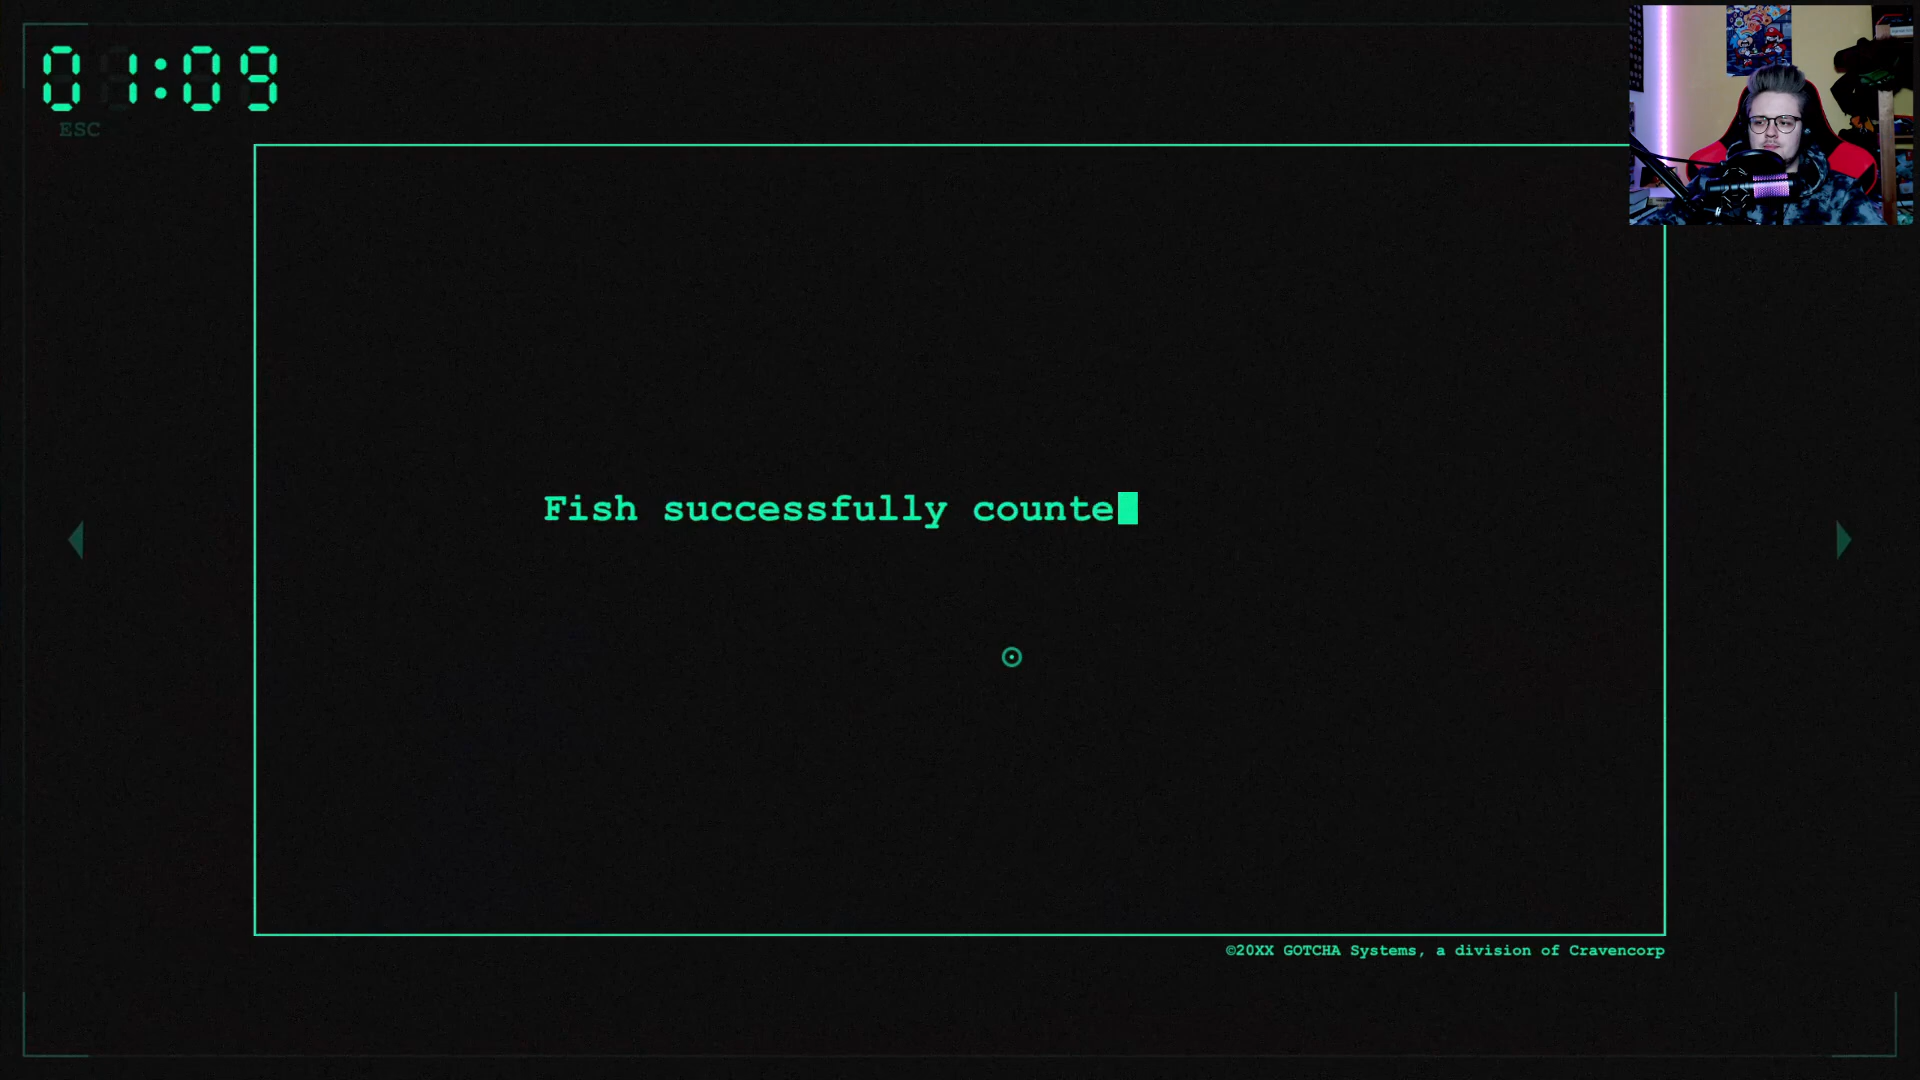 01:09
ESC
Fish successfully counte
©20XX GOTCHA Systems, a division of Cravencorp